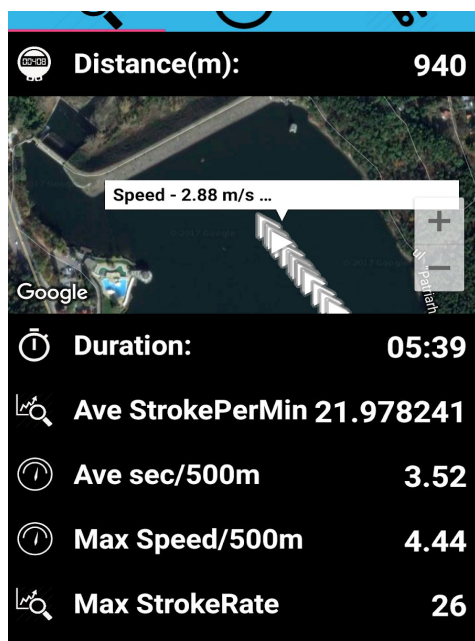 Distance(m): 940
Speed - 2.88 m/s ...
Google
Duration: 05:39
Ave StrokePerMin 21.978241
Ave sec/500m 3.52
Max Speed/500m 4.44
Max StrokeRate 26